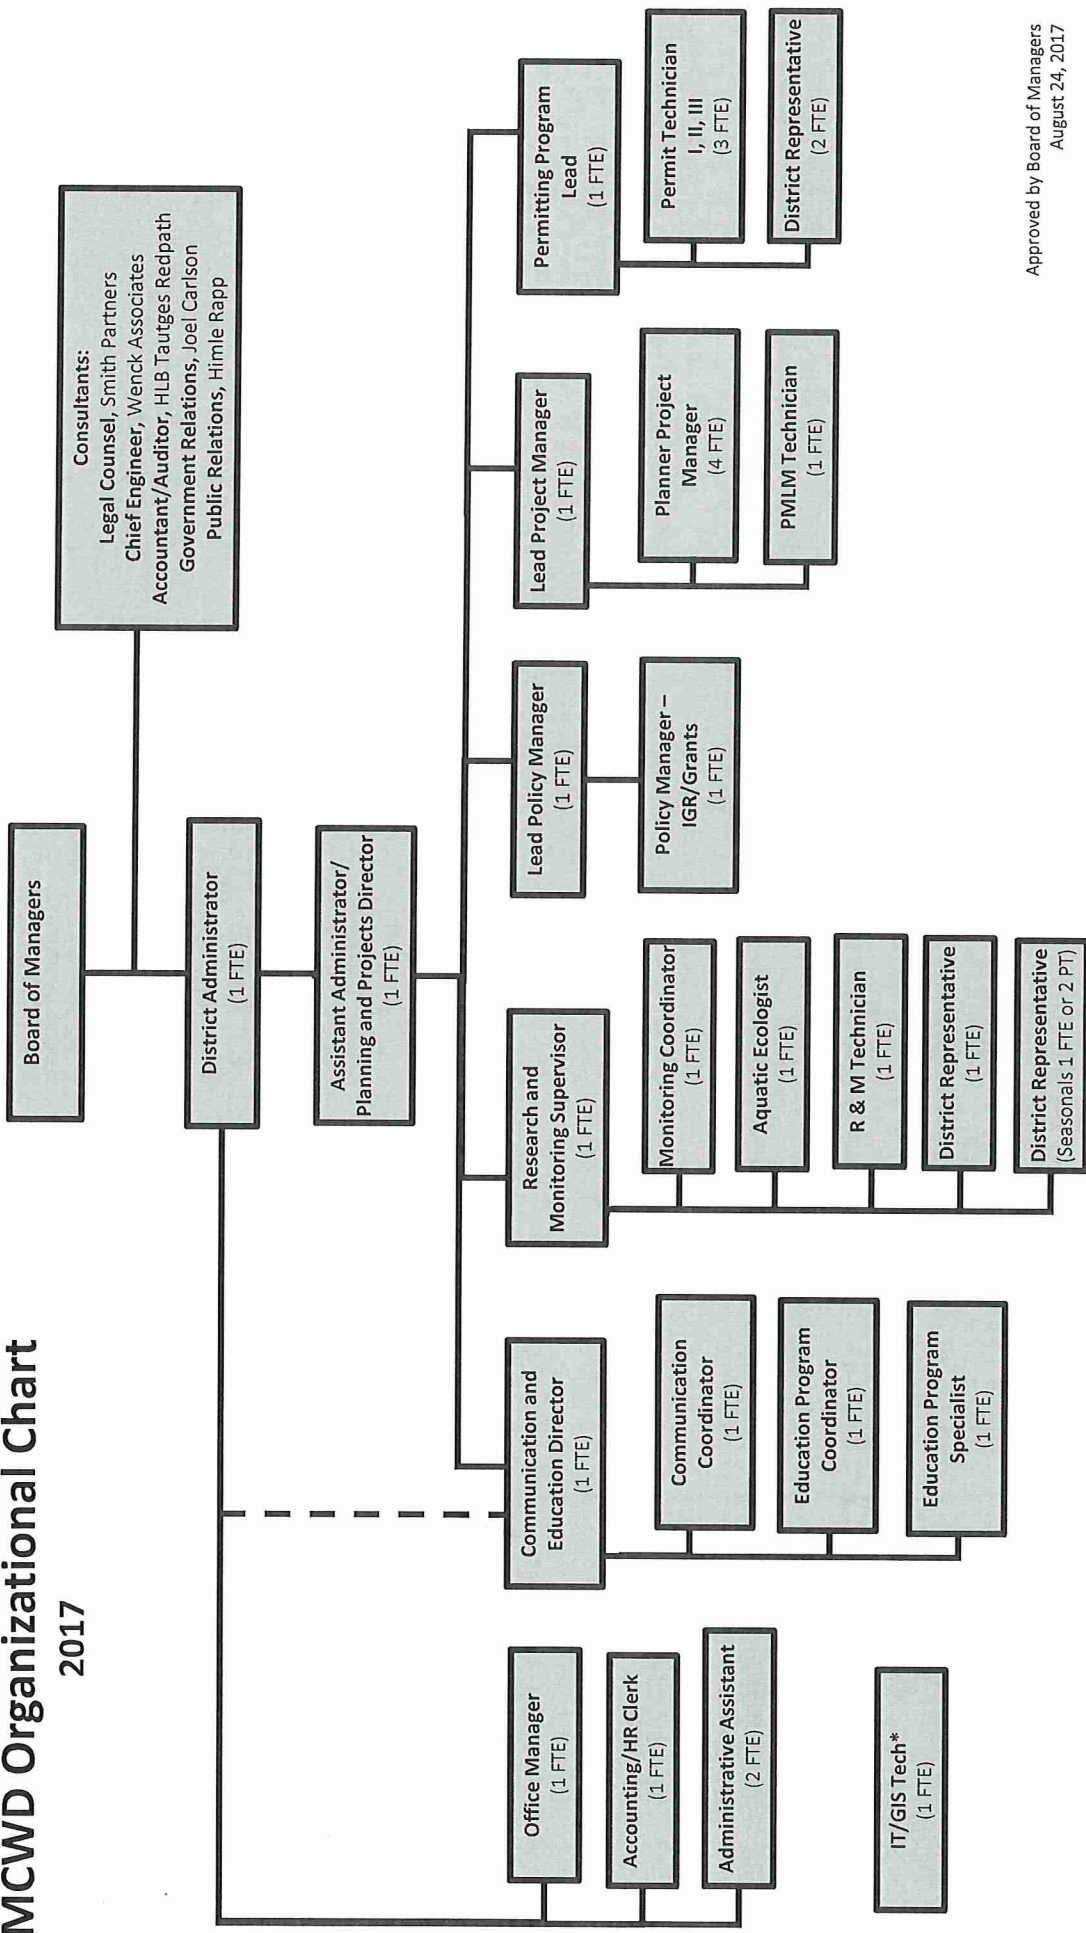 MCWD Organizational Chart
2017
Board of Managers
Consultants:
Legal Counsel, Smith Partners
Chief Engineer, Wenck Associates
Accountant/Auditor, HLB Tautges Redpath
Government Relations, Joel Carlson
Public Relations, Himle Rapp
District Administrator
(1 FTE)
Assistant Administrator/
Planning and Projects Director
(1 FTE)
Office Manager
(1 FTE)
Accounting/HR Clerk
(1 FTE)
Administrative Assistant
(2 FTE)
IT/GIS Tech*
(1 FTE)
Communication and
Education Director
(1 FTE)
Communication
Coordinator
(1 FTE)
Education Program
Coordinator
(1 FTE)
Education Program
Specialist
(1 FTE)
Research and
Monitoring Supervisor
(1 FTE)
Monitoring Coordinator
(1 FTE)
Aquatic Ecologist
(1 FTE)
R & M Technician
(1 FTE)
District Representative
(1 FTE)
District Representative
(Seasonals 1 FTE or 2 PT)
Lead Policy Manager
(1 FTE)
Policy Manager –
IGR/Grants
(1 FTE)
Lead Project Manager
(1 FTE)
Planner Project
Manager
(4 FTE)
PMLM Technician
(1 FTE)
Permitting Program
Lead
(1 FTE)
Permit Technician
I, II, III
(3 FTE)
District Representative
(2 FTE)
Approved by Board of Managers
August 24, 2017